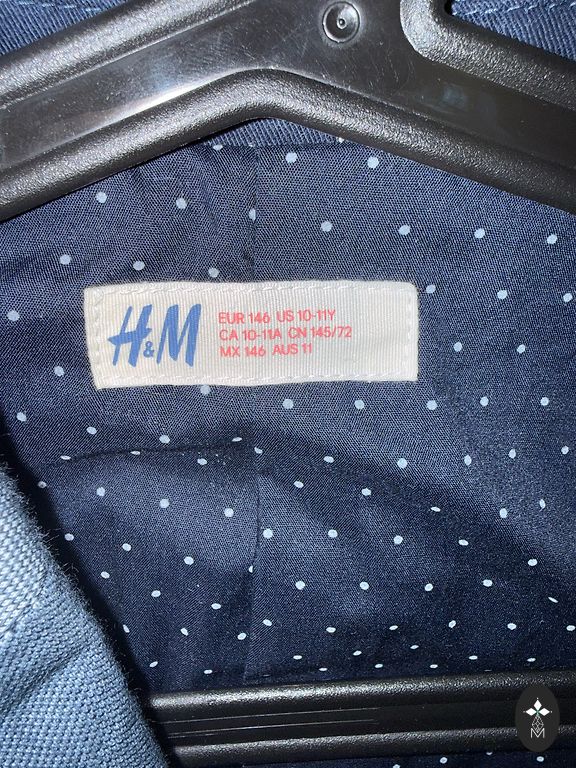 H&M
EUR 146 US 10-11Y
CA 10-11A CN 145/72
MX 146 AUS 11
M